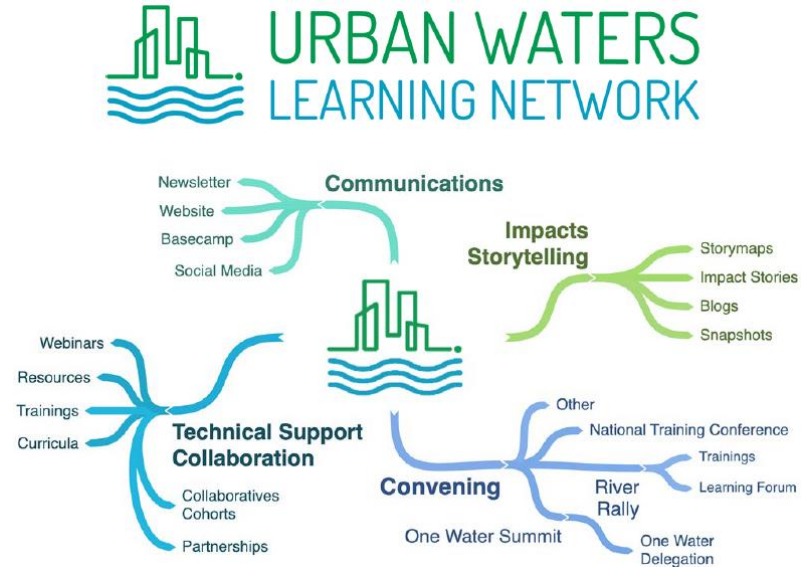 URBAN WATERS
LEARNING NETWORK
Communications
Newsletter
Website
Basecamp
Social Media
Impacts
Storytelling
Storymaps
Impact Stories
Blogs
Snapshots
Webinars
Resources
Trainings
Curricula
Technical Support
Collaboration
Collaboratives
Cohorts
Partnerships
Convening
Other
National Training Conference
River
Rally
Trainings
Learning Forum
One Water Summit
One Water
Delegation